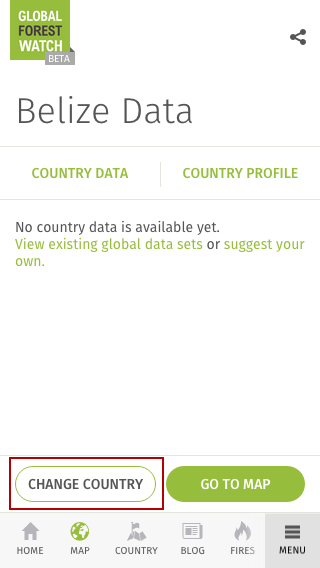 GLOBAL
FOREST
WATCH
BETA
Belize Data
COUNTRY DATA
COUNTRY PROFILE
No country data is available yet.
View existing global data sets or suggest your
own.
CHANGE COUNTRY
GO TO MAP
HOME
MAP
COUNTRY
BLOG
FIRES
MENU